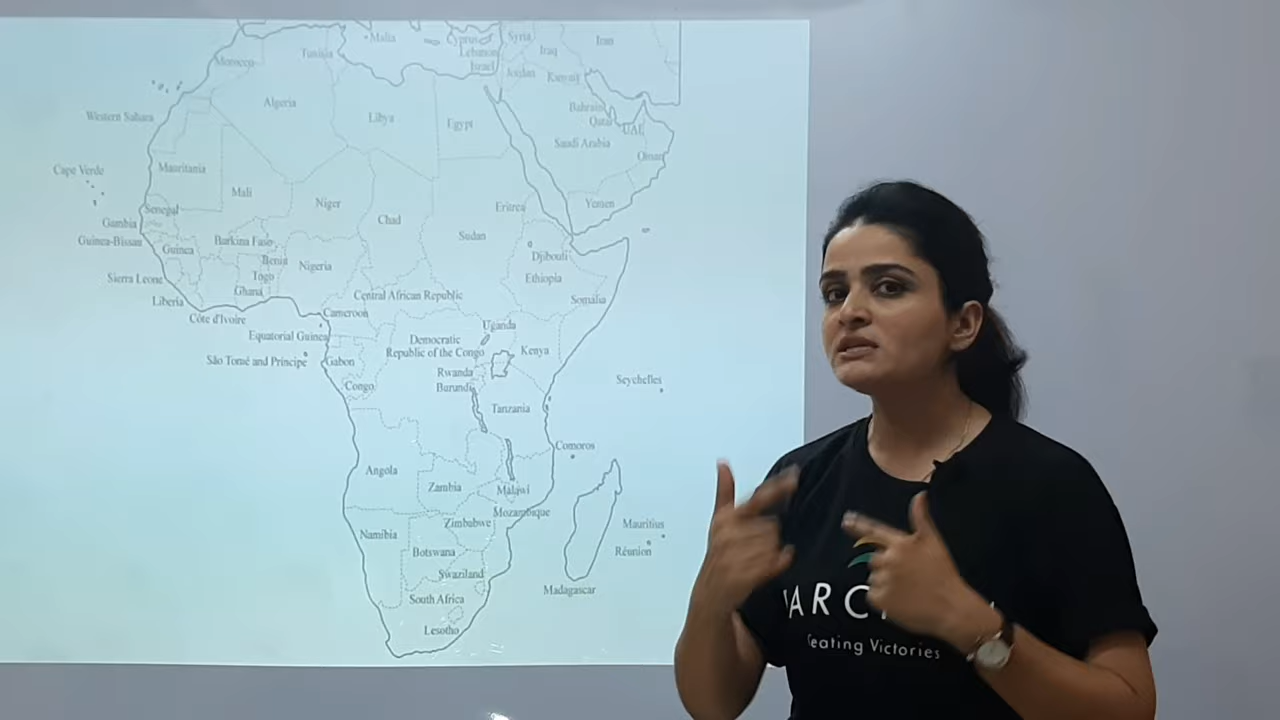 Malta
Cyprus
Syria
Iran
Lebanon
Iraq
Tunisia
Morocco
Israel
Jordan
Kuwait
Algeria
Bahrain
Western Sahara
Libya
Egypt
Qatar
UAE
Saudi Arabia
Oman
Mauritania
Cape Verde
Mali
Niger
Eritrea
Yemen
Senegal
Chad
Gambia
Sudan
Guinea-Bissau
Burkina Faso
Guinea
Djibouti
Benin
Nigeria
Togo
Sierra Leone
Ethiopia
Ghana
Central African Republic
Somalia
Liberia
Cameroon
Côte d'Ivoire
Uganda
Equatorial Guinea
Democratic
Republic of the Congo
Kenya
São Tomé and Príncipe
Gabon
Rwanda
Seychelles
Congo
Burundi
Tanzania
Comoros
Angola
Zambia
Malawi
Mozambique
Zimbabwe
Mauritius
Namibia
Botswana
Réunion
Swaziland
Madagascar
South Africa
Lesotho
ARC
eating Victories